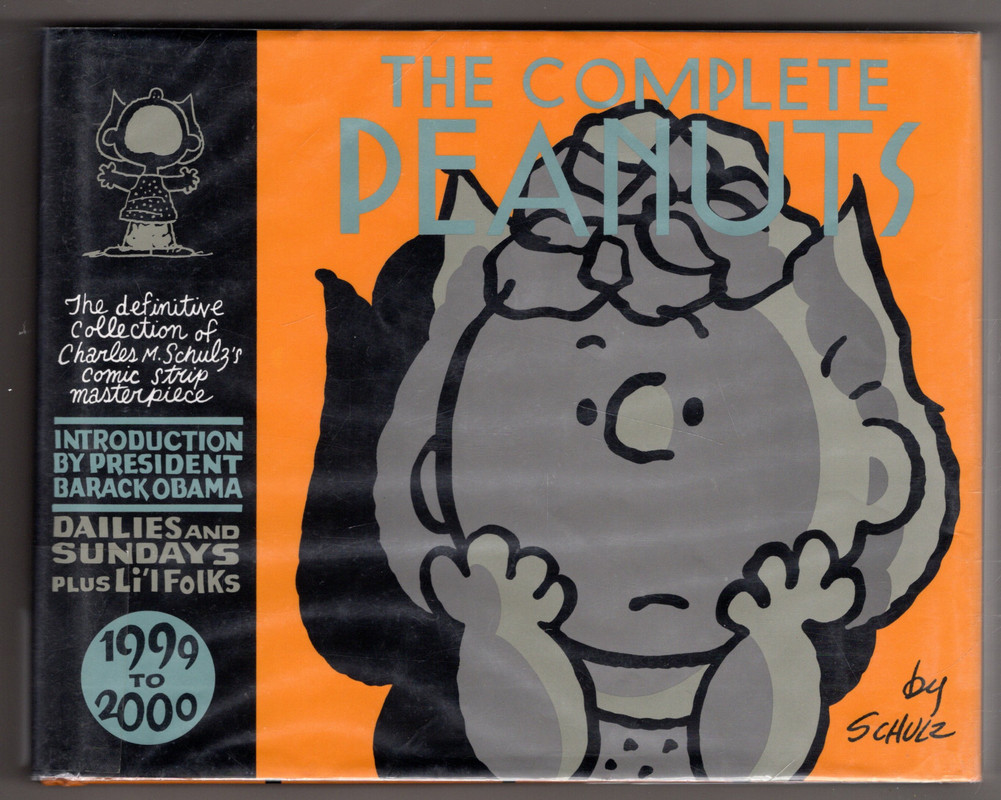 THE COMPLETE
PEANUTS
The definitive
collection of
Charles M. Schulz's
comic strip
masterpiece
INTRODUCTION
BY PRESIDENT
BARACK OBAMA
DAILIES AND
SUNDAYS
PLUS Li'l FOlKS
1999
TO
2000
by
SCHULZ